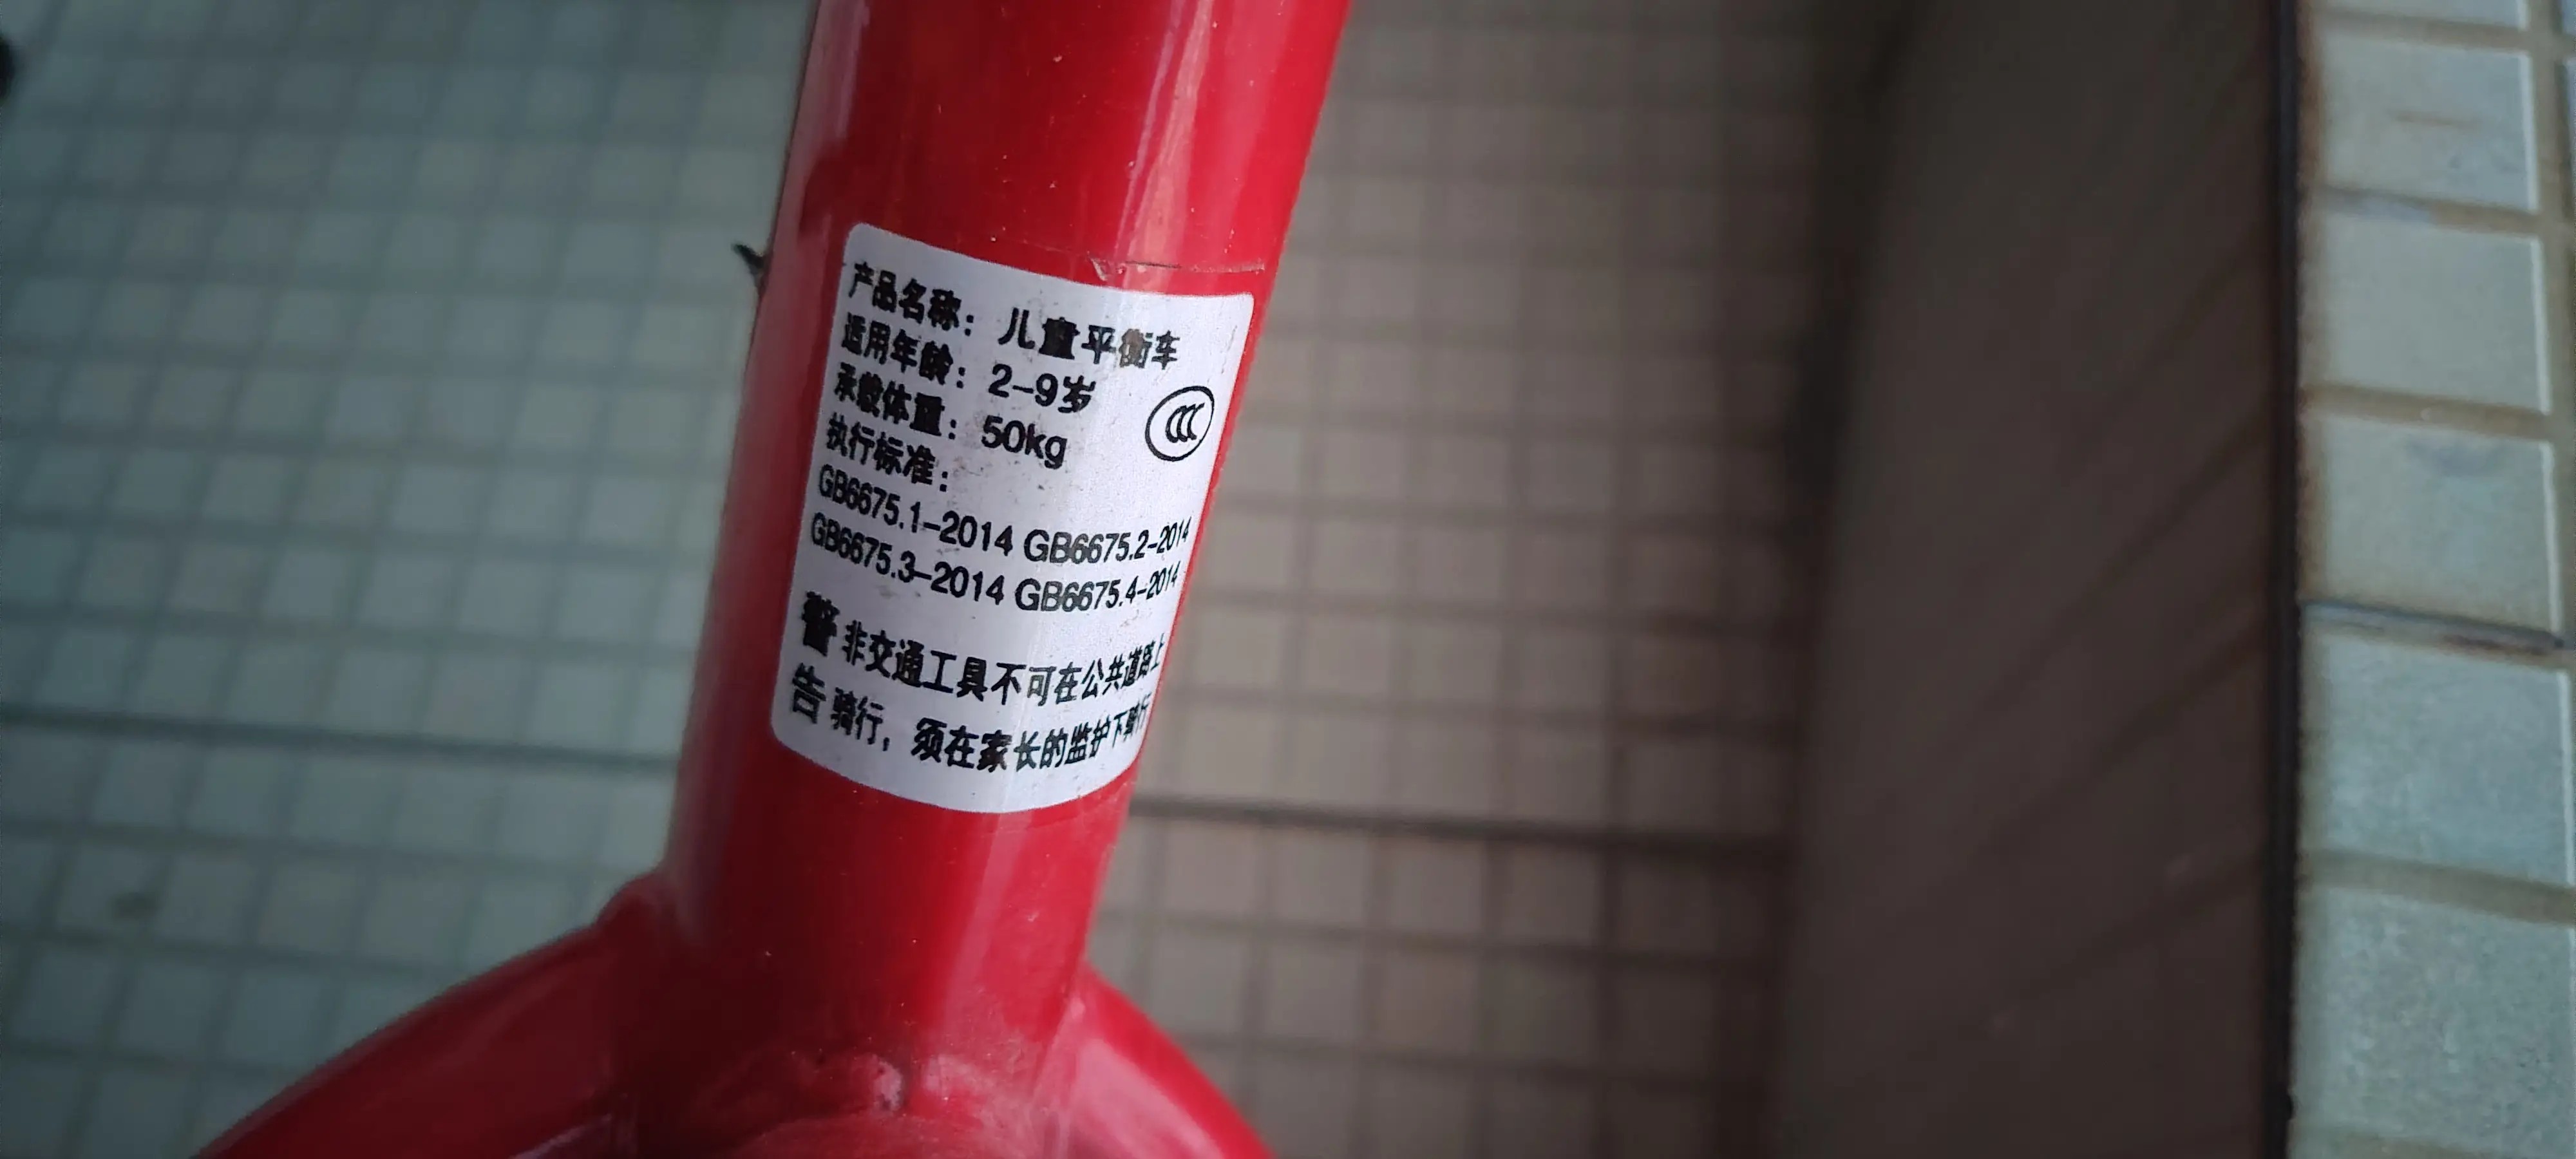 产品名称：儿童平衡车
适用年龄：2-9岁
承载体重：50kg
CCC
执行标准：
GB6675.1-2014 GB6675.2-2014
GB6675.3-2014 GB6675.4-2014
警告 非交通工具不可在公共道路上
骑行，须在家长的监护下骑行